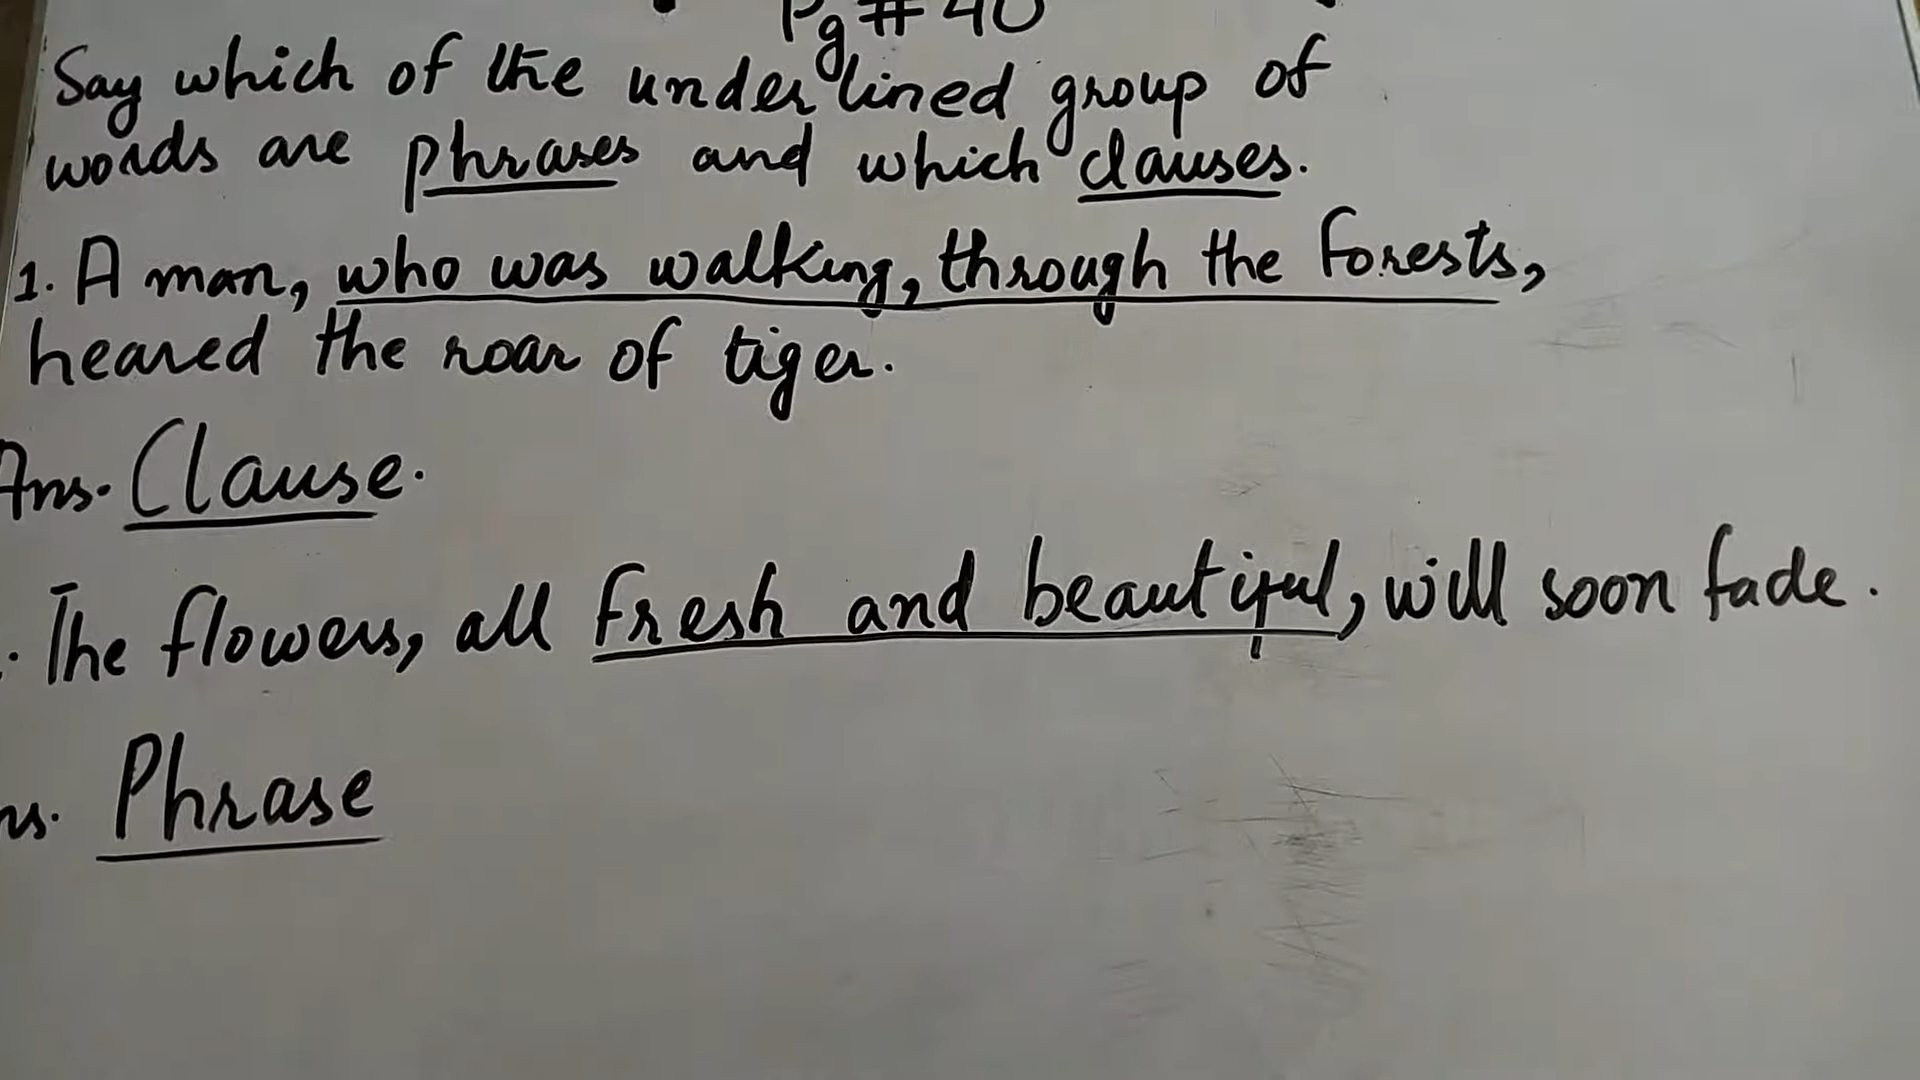 Pg # 40
Say which of the underlined group of
words are phrases and which clauses.
1. A man, who was walking, through the forests,
heared the roar of tiger.
Ans. Clause.
. The flowers, all fresh and beautiful, will soon fade.
ns. Phrase